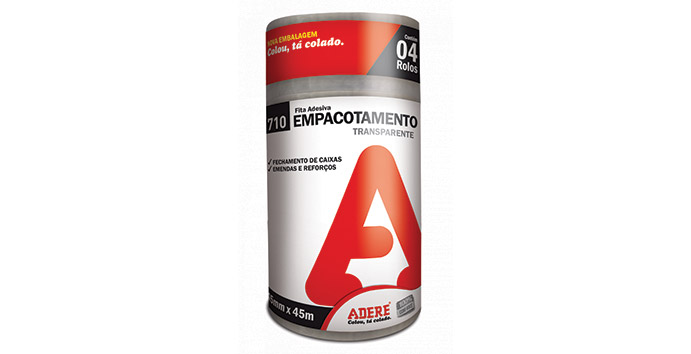 NOVA EMBALAGEM
Colou, tá colado.
Contém
04
Rolos
710
Fita Adesiva
EMPACOTAMENTO
TRANSPARENTE
✓ FECHAMENTO DE CAIXAS
✓ EMENDAS E REFORÇOS
5mm x 45m
ADERE
Colou, tá colado.